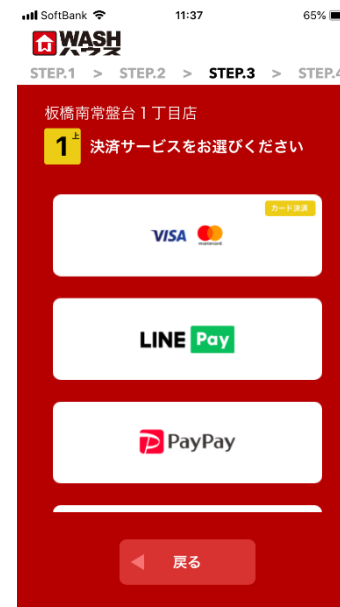 SoftBank 11:37 65%
WASH
ハウス
STEP.1 > STEP.2 > STEP.3 > STEP.4
板橋南常盤台1丁目店
1上 決済サービスをお選びください
カード決済
VISA mastercard
LINE Pay
PayPay
戻る